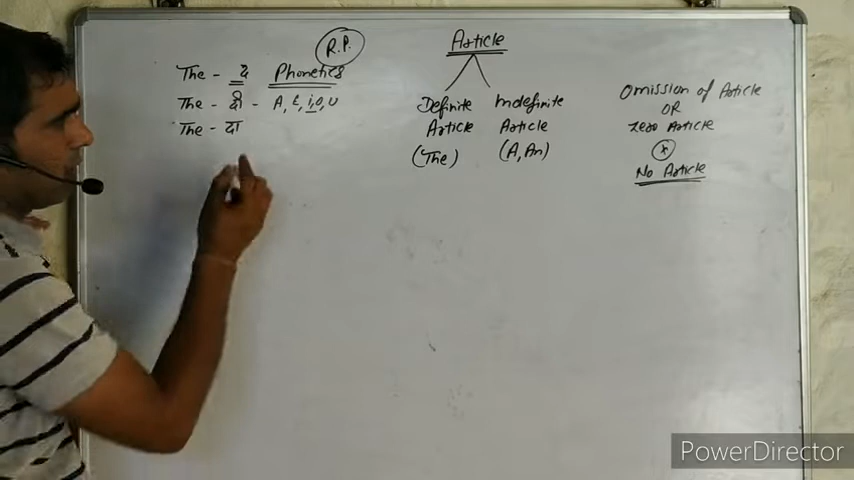 R.P.
The - दे Phonetics
The - दी - A, E, i, O, U
The - दा
Article
Definite Article (The)
Indefinite Article (A, An)
Omission of Article
OR
Zero Article
No Article
PowerDirector